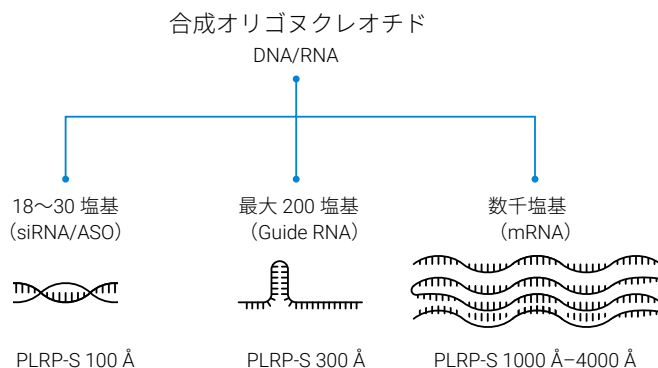 合成オリゴヌクレオチド
DNA/RNA
18～30 塩基
（siRNA/ASO）
最大 200 塩基
（Guide RNA）
数千塩基
（mRNA）
PLRP-S 100 Å
PLRP-S 300 Å
PLRP-S 1000 Å–4000 Å